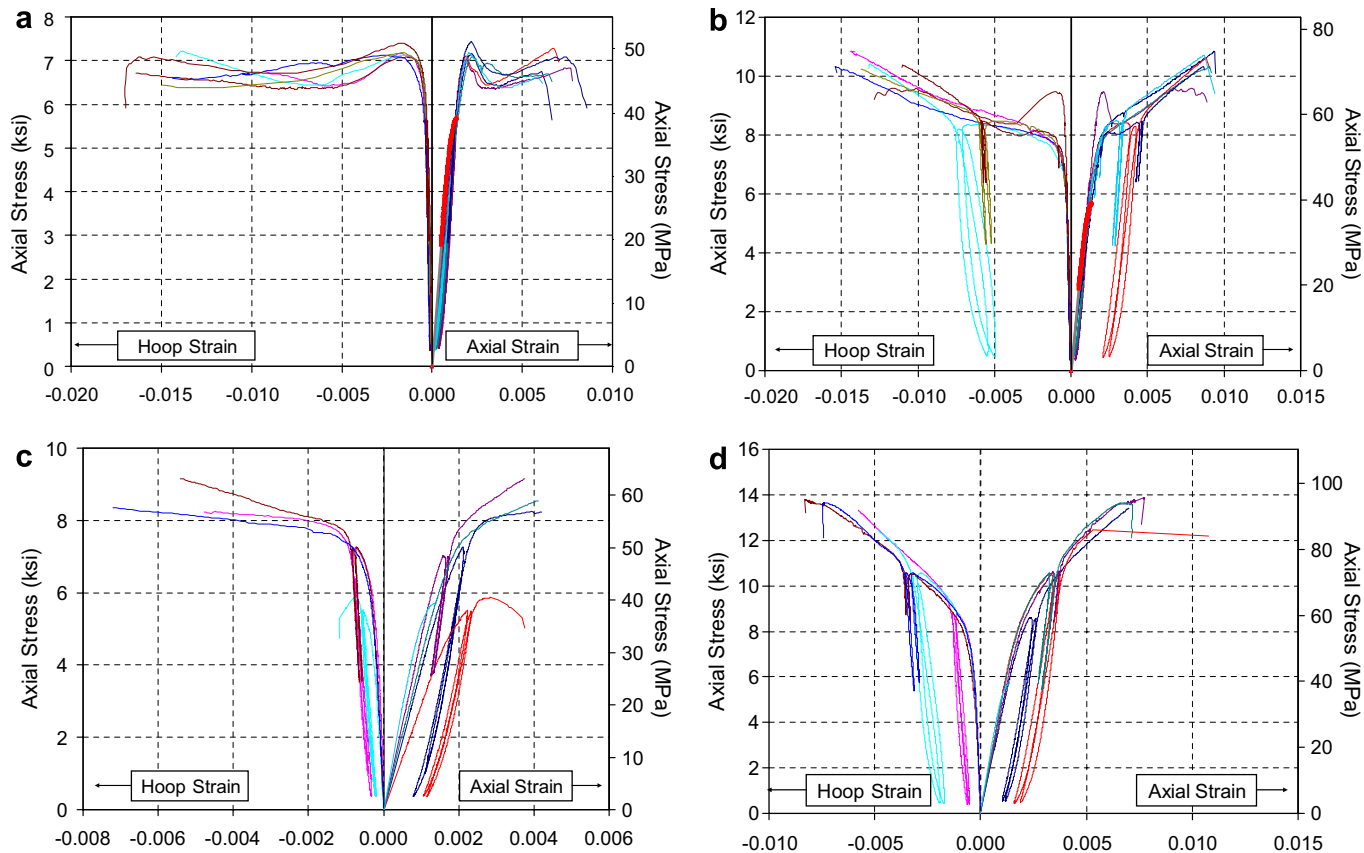 a
8
7
6
5
4
3
2
1
0
50
40
30
20
10
0
Axial Stress (ksi)
Axial Stress (MPa)
Hoop Strain
Axial Strain
-0.020 -0.015 -0.010 -0.005 0.000 0.005 0.010
b
12
10
8
6
4
2
0
80
60
40
20
0
Axial Stress (ksi)
Axial Stress (MPa)
Hoop Strain
Axial Strain
-0.020 -0.015 -0.010 -0.005 0.000 0.005 0.010 0.015
c
10
8
6
4
2
0
60
50
40
30
20
10
0
Axial Stress (ksi)
Axial Stress (MPa)
Hoop Strain
Axial Strain
-0.008 -0.006 -0.004 -0.002 0.000 0.002 0.004 0.006
d
16
14
12
10
8
6
4
2
0
100
80
60
40
20
0
Axial Stress (ksi)
Axial Stress (MPa)
Hoop Strain
Axial Strain
-0.010 -0.005 0.000 0.005 0.010 0.015